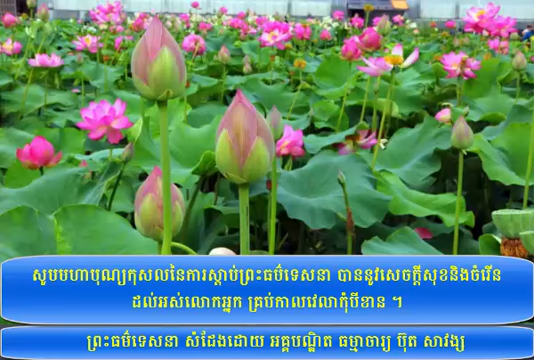 សូមមហាបុណ្យកុសលនៃការស្ដាប់ព្រះធម៌ទេសនា បាននូវសេចក្ដីសុខនិងចំរើន
ដល់អស់លោកអ្នក គ្រប់កាលវេលាកុំបីខាន ។
ព្រះធម៌ទេសនា សំដែងដោយ អគ្គបណ្ឌិត ធម្មាចារ្យ ប៊ុត សាវង្ស